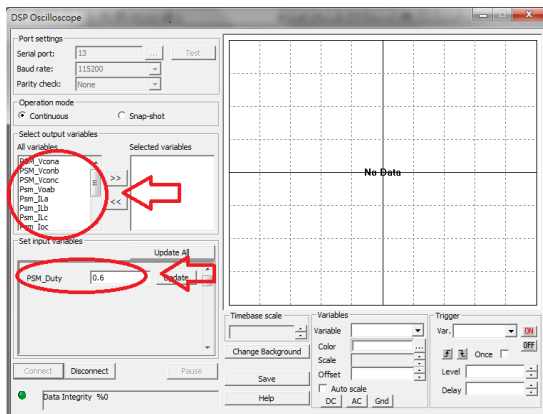 DSP Oscilloscope
Port settings
Serial port: 13 ... Test
Baud rate: 115200
Parity check: None
Operation mode
Continuous Snap-shot
Select output variables
All variables Selected variables
PSM_Vcona
PSM_Vconb
PSM_Vconc
Psm_Voab
Psm_ILa
Psm_ILb
Psm_ILc
Psm_Ioc
>>
<<
No Data
Set input variables
Update All
PSM_Duty 0.6 Update
Connect Disconnect Pause
Data Integrity %0
Timebase scale
Change Background
Save
Help
Variables
Variable
Color ...
Scale
Offset
Auto scale
DC AC Gnd
Trigger
Var. ON
OFF
Once
Level
Delay